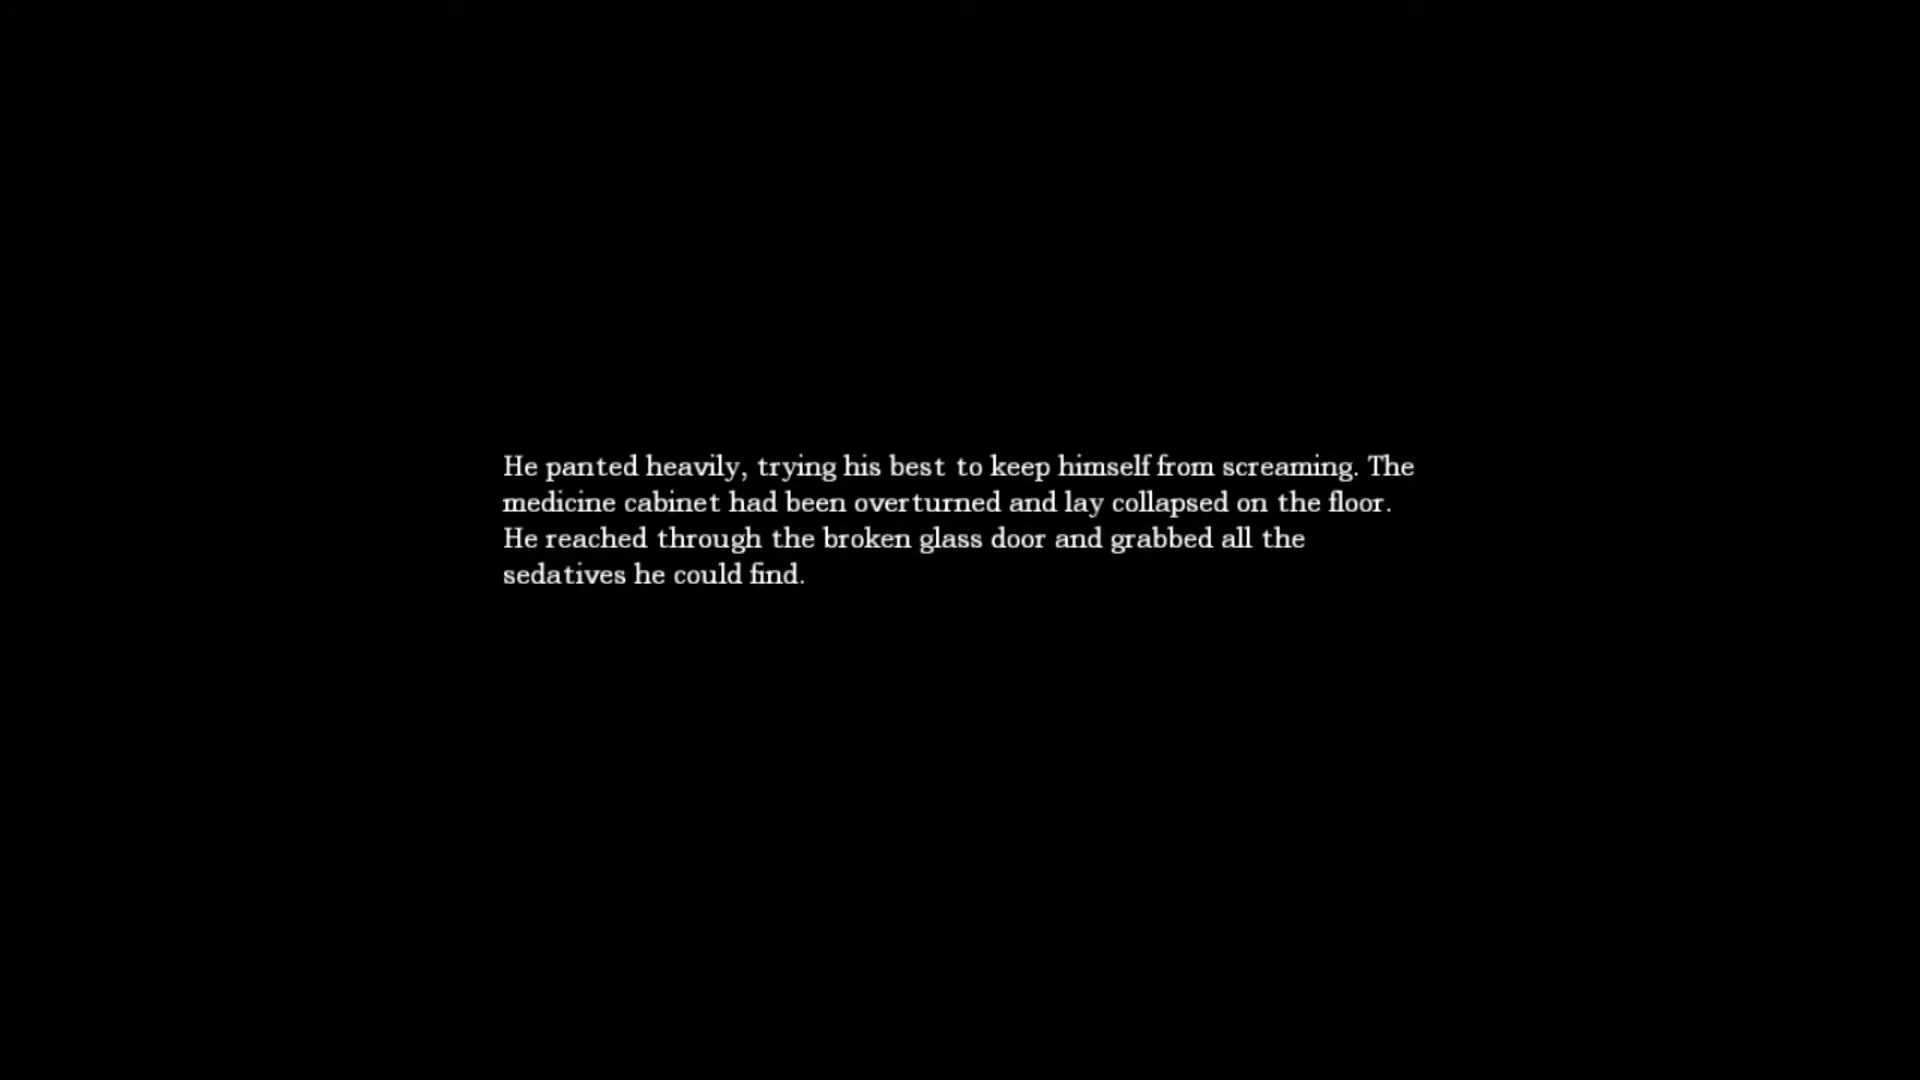 He panted heavily, trying his best to keep himself from screaming. The
medicine cabinet had been overturned and lay collapsed on the floor.
He reached through the broken glass door and grabbed all the
sedatives he could find.